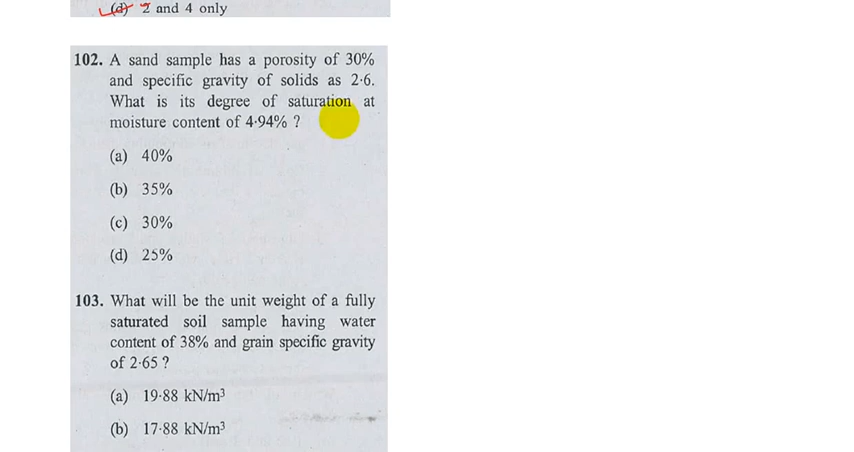 (d) 2 and 4 only
102. A sand sample has a porosity of 30%
and specific gravity of solids as 2·6.
What is its degree of saturation at
moisture content of 4·94% ?
(a) 40%
(b) 35%
(c) 30%
(d) 25%
103. What will be the unit weight of a fully
saturated soil sample having water
content of 38% and grain specific gravity
of 2·65 ?
(a) 19·88 kN/m³
(b) 17·88 kN/m³